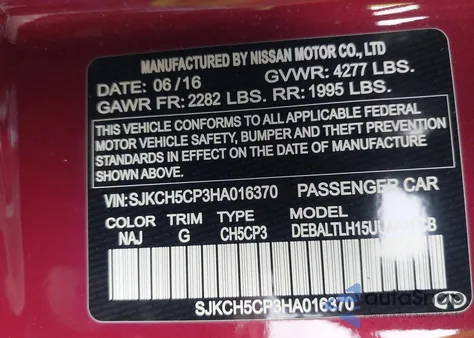 MANUFACTURED BY NISSAN MOTOR CO., LTD
DATE: 06/16 GVWR: 4277 LBS.
GAWR FR: 2282 LBS. RR: 1995 LBS.
THIS VEHICLE CONFORMS TO ALL APPLICABLE FEDERAL
MOTOR VEHICLE SAFETY, BUMPER AND THEFT PREVENTION
STANDARDS IN EFFECT ON THE DATE OF MANUFACTURE
SHOWN ABOVE.
VIN: SJKCH5CP3HA016370 PASSENGER CAR
COLOR TRIM TYPE MODEL
NAJ G CH5CP3
SJKCH5CP3HA016370